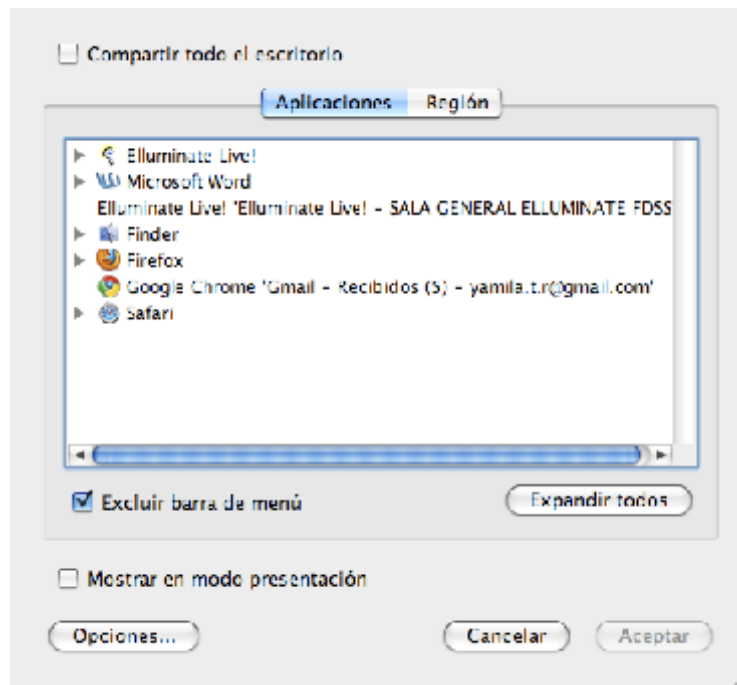 Compartir todo el escritorio
Aplicaciones Región
Elluminate Live!
Microsoft Word
Elluminate Live! 'Elluminate Live! - SALA GENERAL ELLUMINATE FDSS
Finder
Firefox
Google Chrome 'Gmail - Recibidos (5) - yamila.t.r@gmail.com'
Safari
Excluir barra de menú Expandir todos
Mostrar en modo presentación
Opciones... Cancelar Aceptar